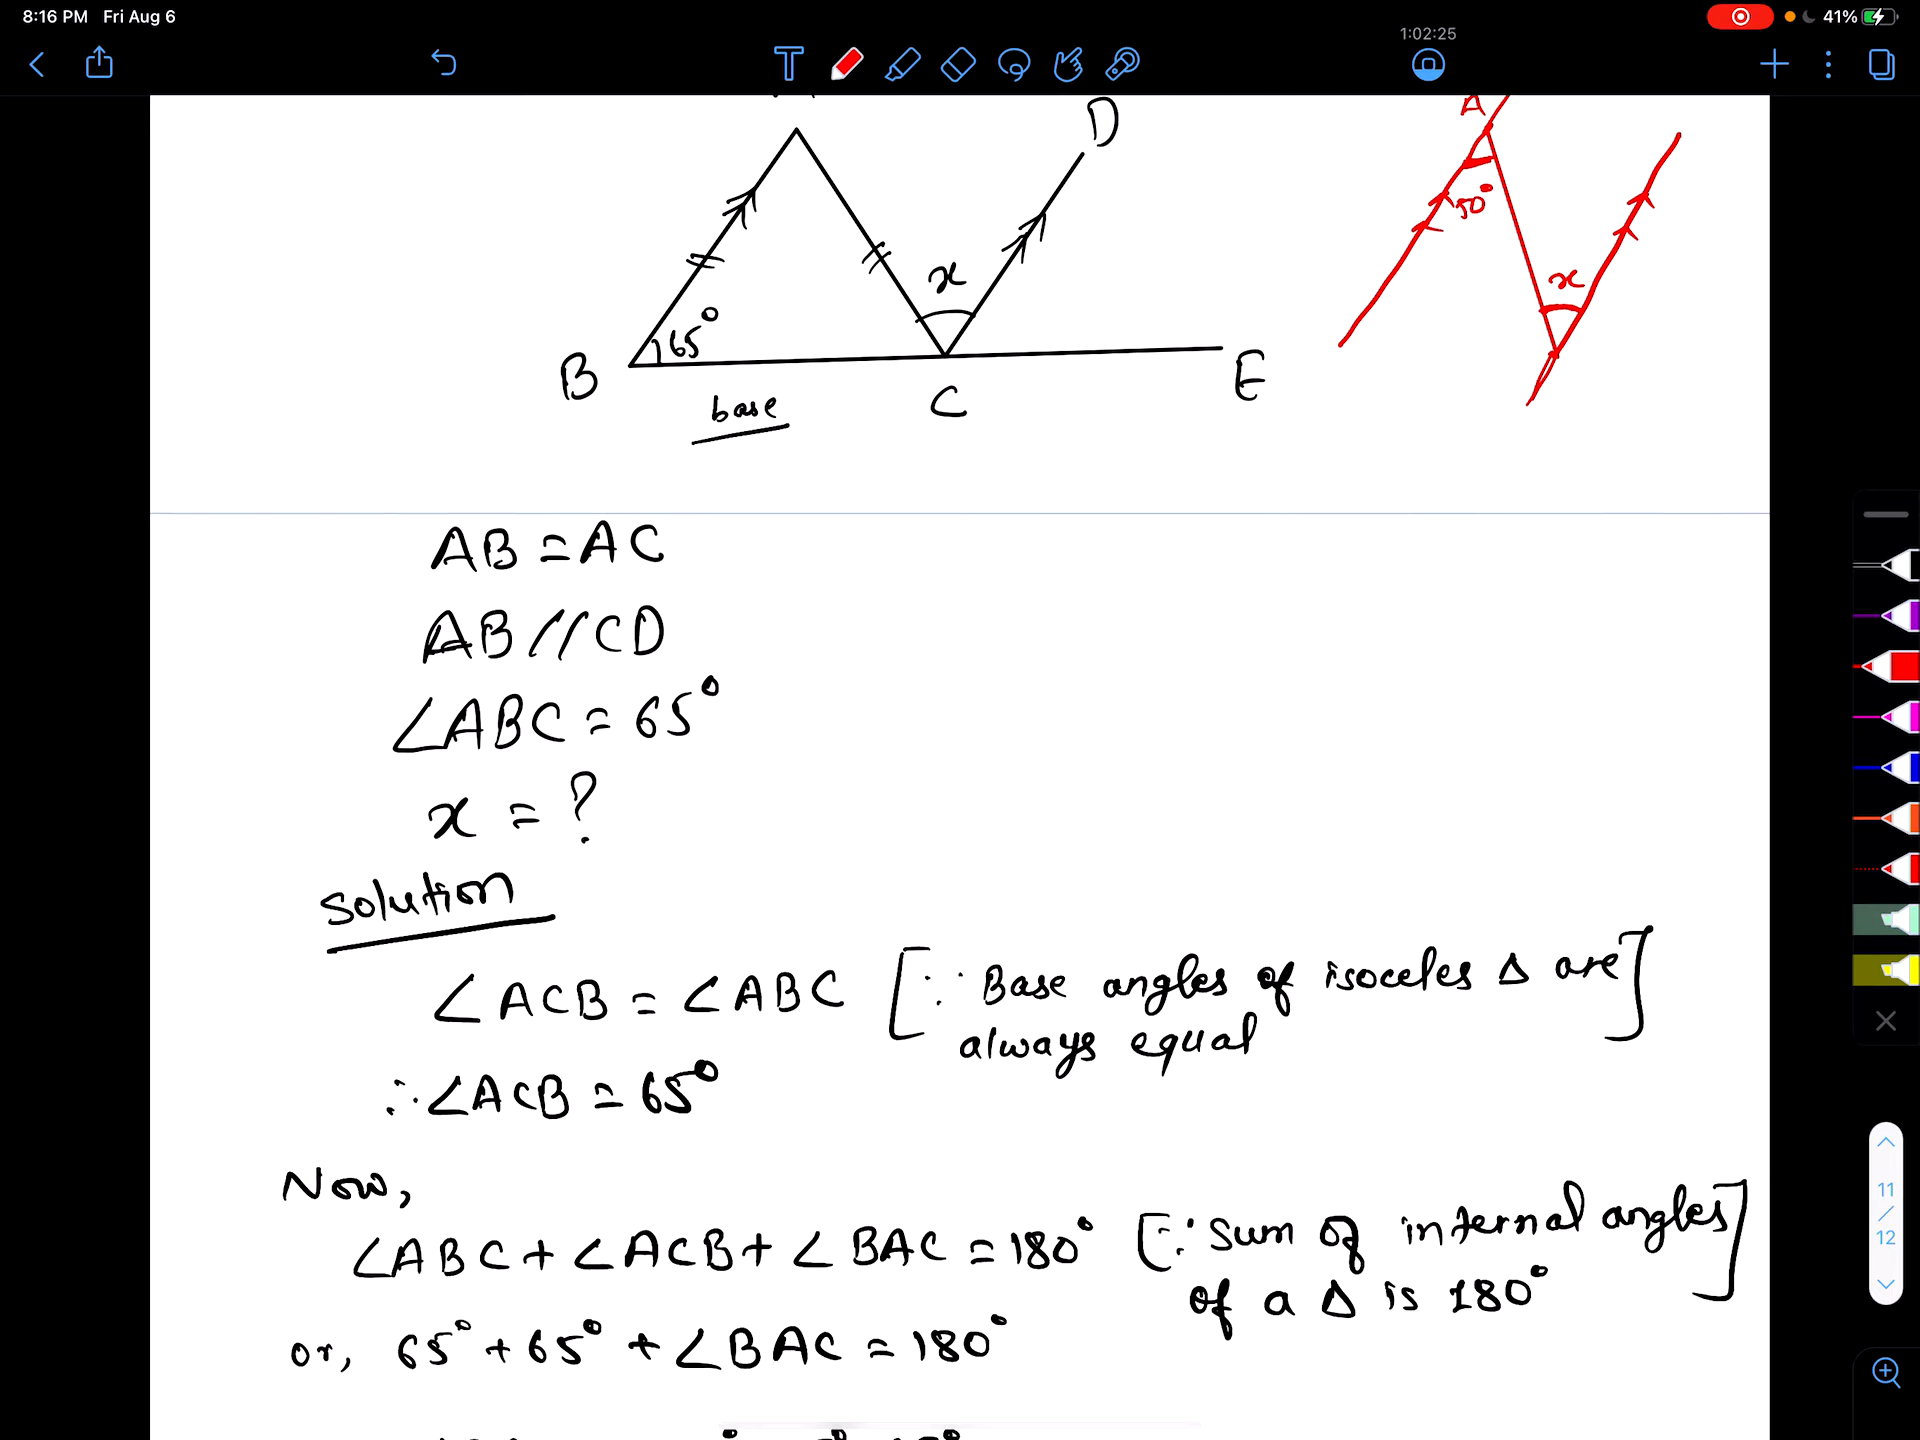 8:16 PM Fri Aug 6
41%
1:02:25
T
D
A
50°
x
x
65°
B
C
E
base
AB = AC
AB // CD
∠ABC = 65°
x = ?
Solution
∠ACB = ∠ABC [∵ Base angles of isoceles Δ are
always equal]
∴ ∠ACB = 65°
Now,
∠ABC + ∠ACB + ∠BAC = 180° [∵ Sum of internal angles
of a Δ is 180°]
or, 65° + 65° + ∠BAC = 180°
11
/
12